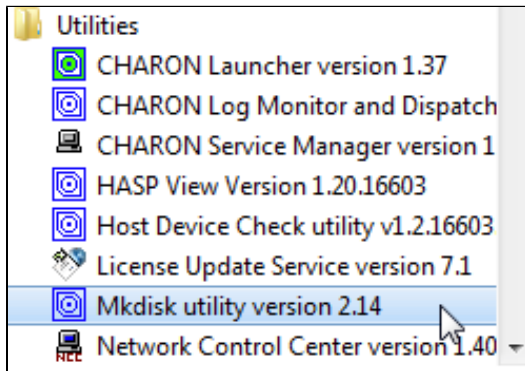 Utilities
CHARON Launcher version 1.37
CHARON Log Monitor and Dispatch
CHARON Service Manager version 1
HASP View Version 1.20.16603
Host Device Check utility v1.2.16603
License Update Service version 7.1
Mkdisk utility version 2.14
Network Control Center version 1.40
NCC